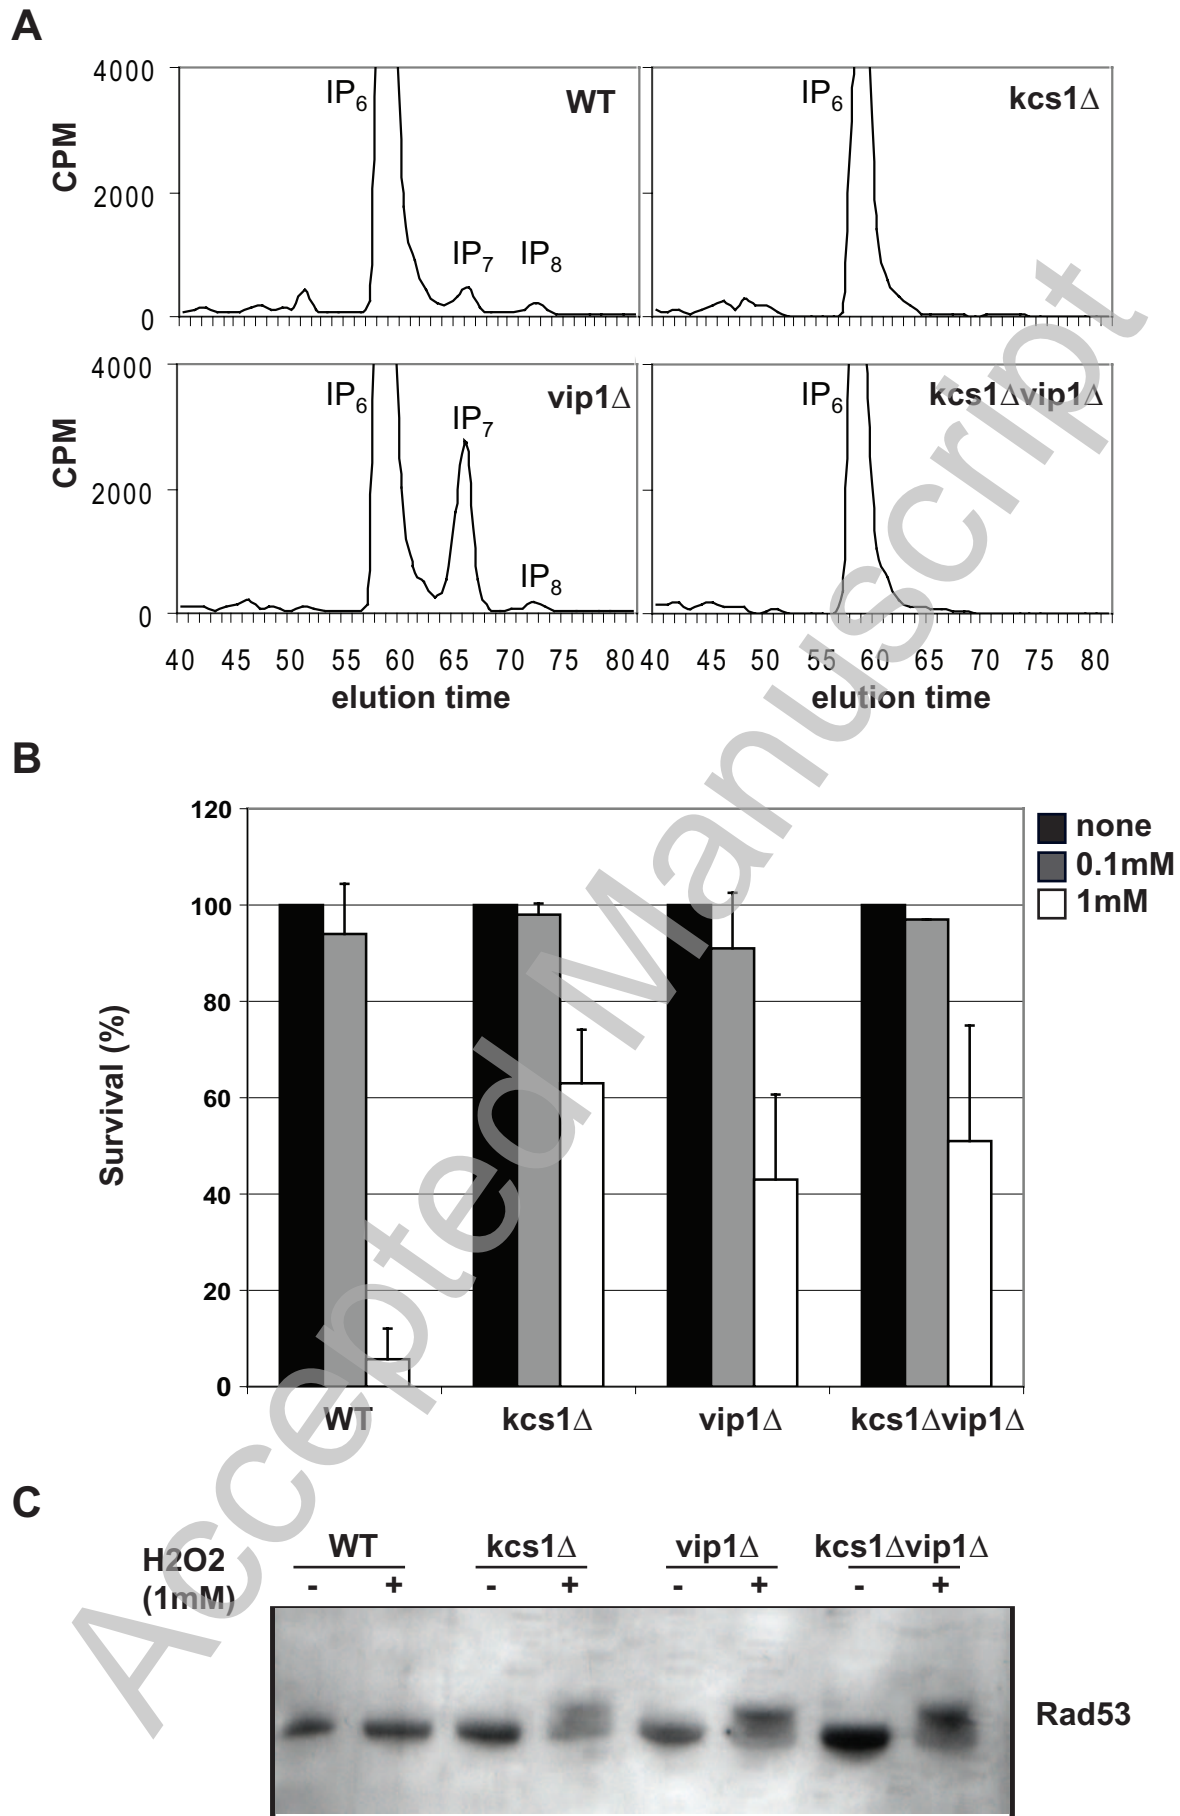 A
4000
2000
0
CPM
IP6
IP7
IP8
WT
IP6
kcs1Δ
4000
2000
0
CPM
IP6
IP7
IP8
vip1Δ
IP6
kcs1Δvip1Δ
40 45 50 55 60 65 70 75 80
40 45 50 55 60 65 70 75 80
elution time
elution time
B
120
100
80
60
40
20
0
Survival (%)
none
0.1mM
1mM
WT
kcs1Δ
vip1Δ
kcs1Δvip1Δ
C
H2O2
(1mM)
WT
kcs1Δ
vip1Δ
kcs1Δvip1Δ
- + - + - + - +
Rad53
Accepted Manuscript